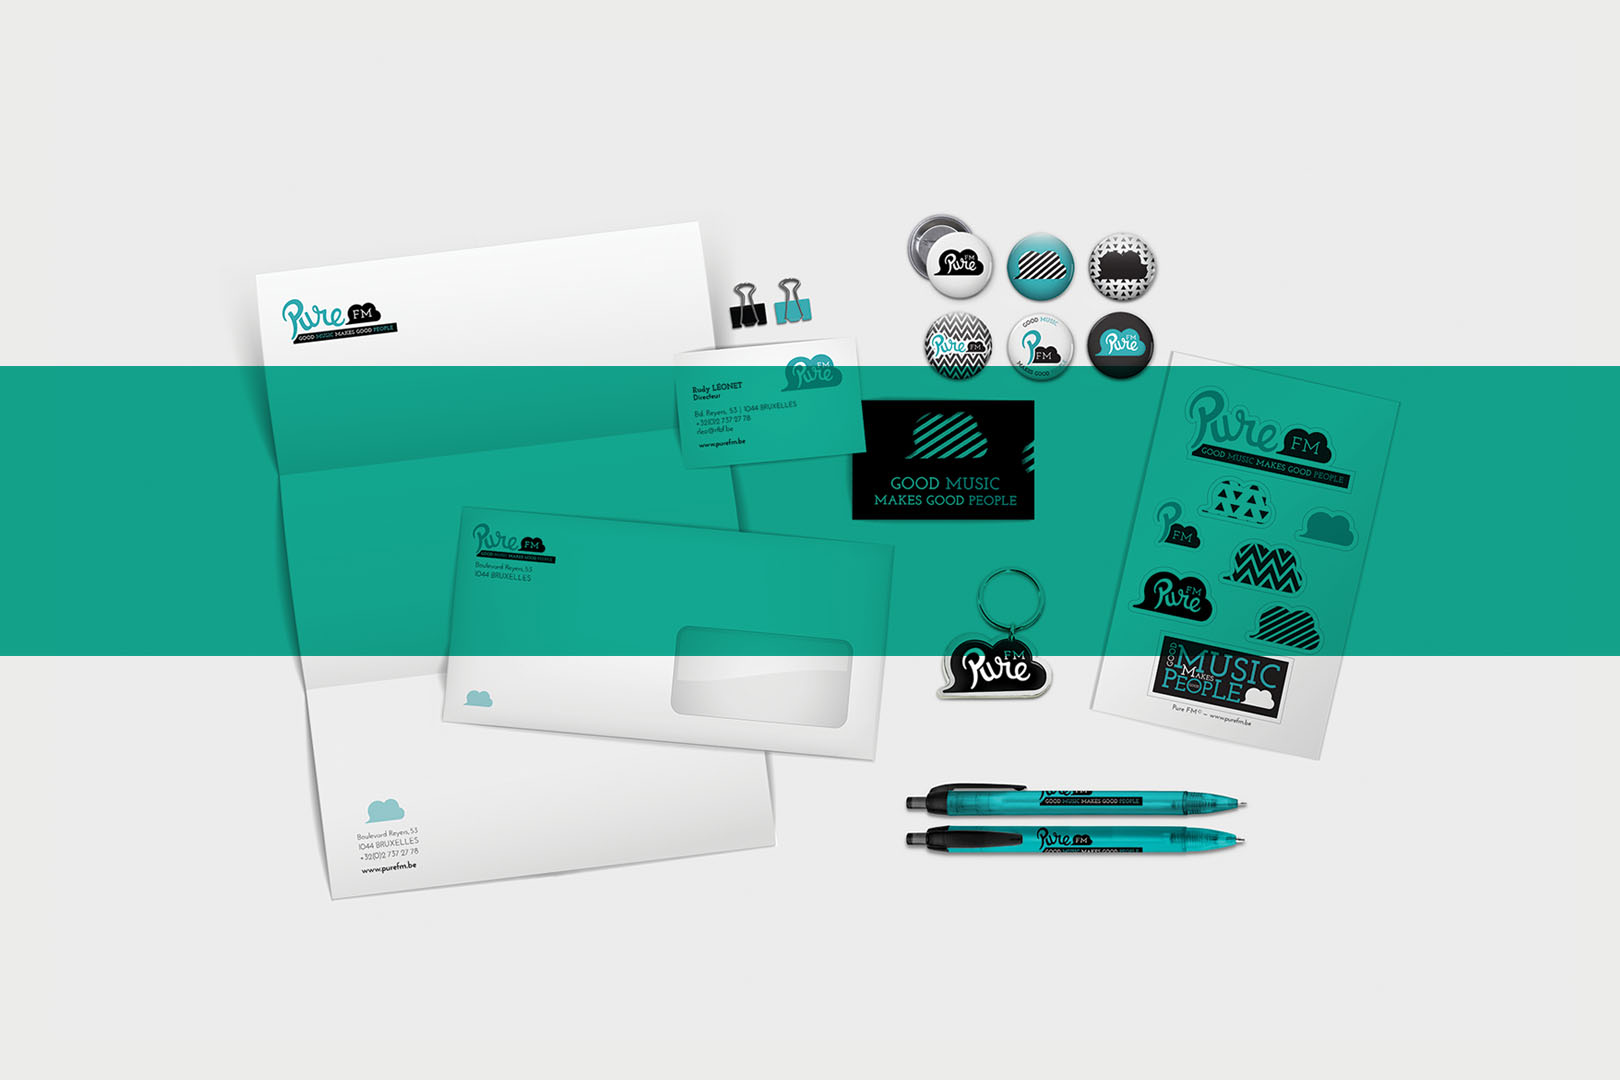 Pure FM
GOOD MUSIC MAKES GOOD PEOPLE
Boulevard Reyers, 53
1044 BRUXELLES
+32(0)2 737 27 78
www.purefm.be
Pure FM
GOOD MUSIC MAKES GOOD PEOPLE
Boulevard Reyers, 53
1044 BRUXELLES
Pure FM
Rudy LÉONET
Directeur
Bd. Reyers, 53 | 1044 BRUXELLES
+32(0)2 737 27 78
rleo@rtbf.be
www.purefm.be
GOOD MUSIC
MAKES GOOD PEOPLE
Pure FM
Pure FM
GOOD MUSIC
P FM
MAKES GOOD PEOPLE
Pure FM
Pure FM
Pure FM
GOOD MUSIC MAKES GOOD PEOPLE
P FM
Pure FM
GOOD MUSIC
MAKES
GOOD PEOPLE
Pure FM© – www.purefm.be
Pure FM
GOOD MUSIC MAKES GOOD PEOPLE
Pure FM
GOOD MUSIC MAKES GOOD PEOPLE